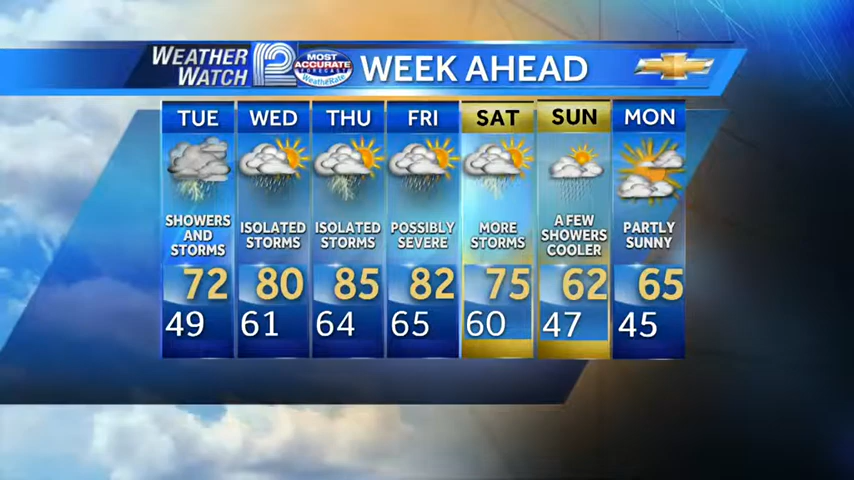 WEATHER WATCH 12
MOST ACCURATE FORECAST
WeatheRate
WEEK AHEAD
TUE WED THU FRI SAT SUN MON
SHOWERS AND STORMS
ISOLATED STORMS
ISOLATED STORMS
POSSIBLY SEVERE
MORE STORMS
A FEW SHOWERS COOLER
PARTLY SUNNY
72 80 85 82 75 62 65
49 61 64 65 60 47 45